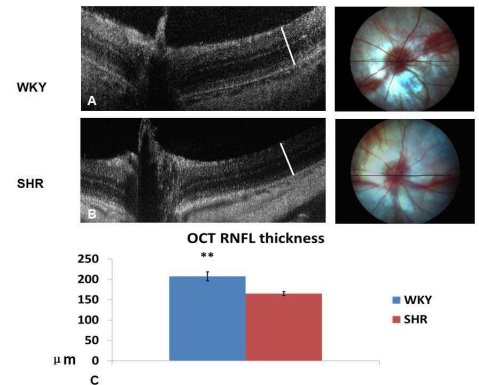 WKY
A
SHR
B
OCT RNFL thickness
**
250
200
150
100
50
μm 0
WKY
SHR
C